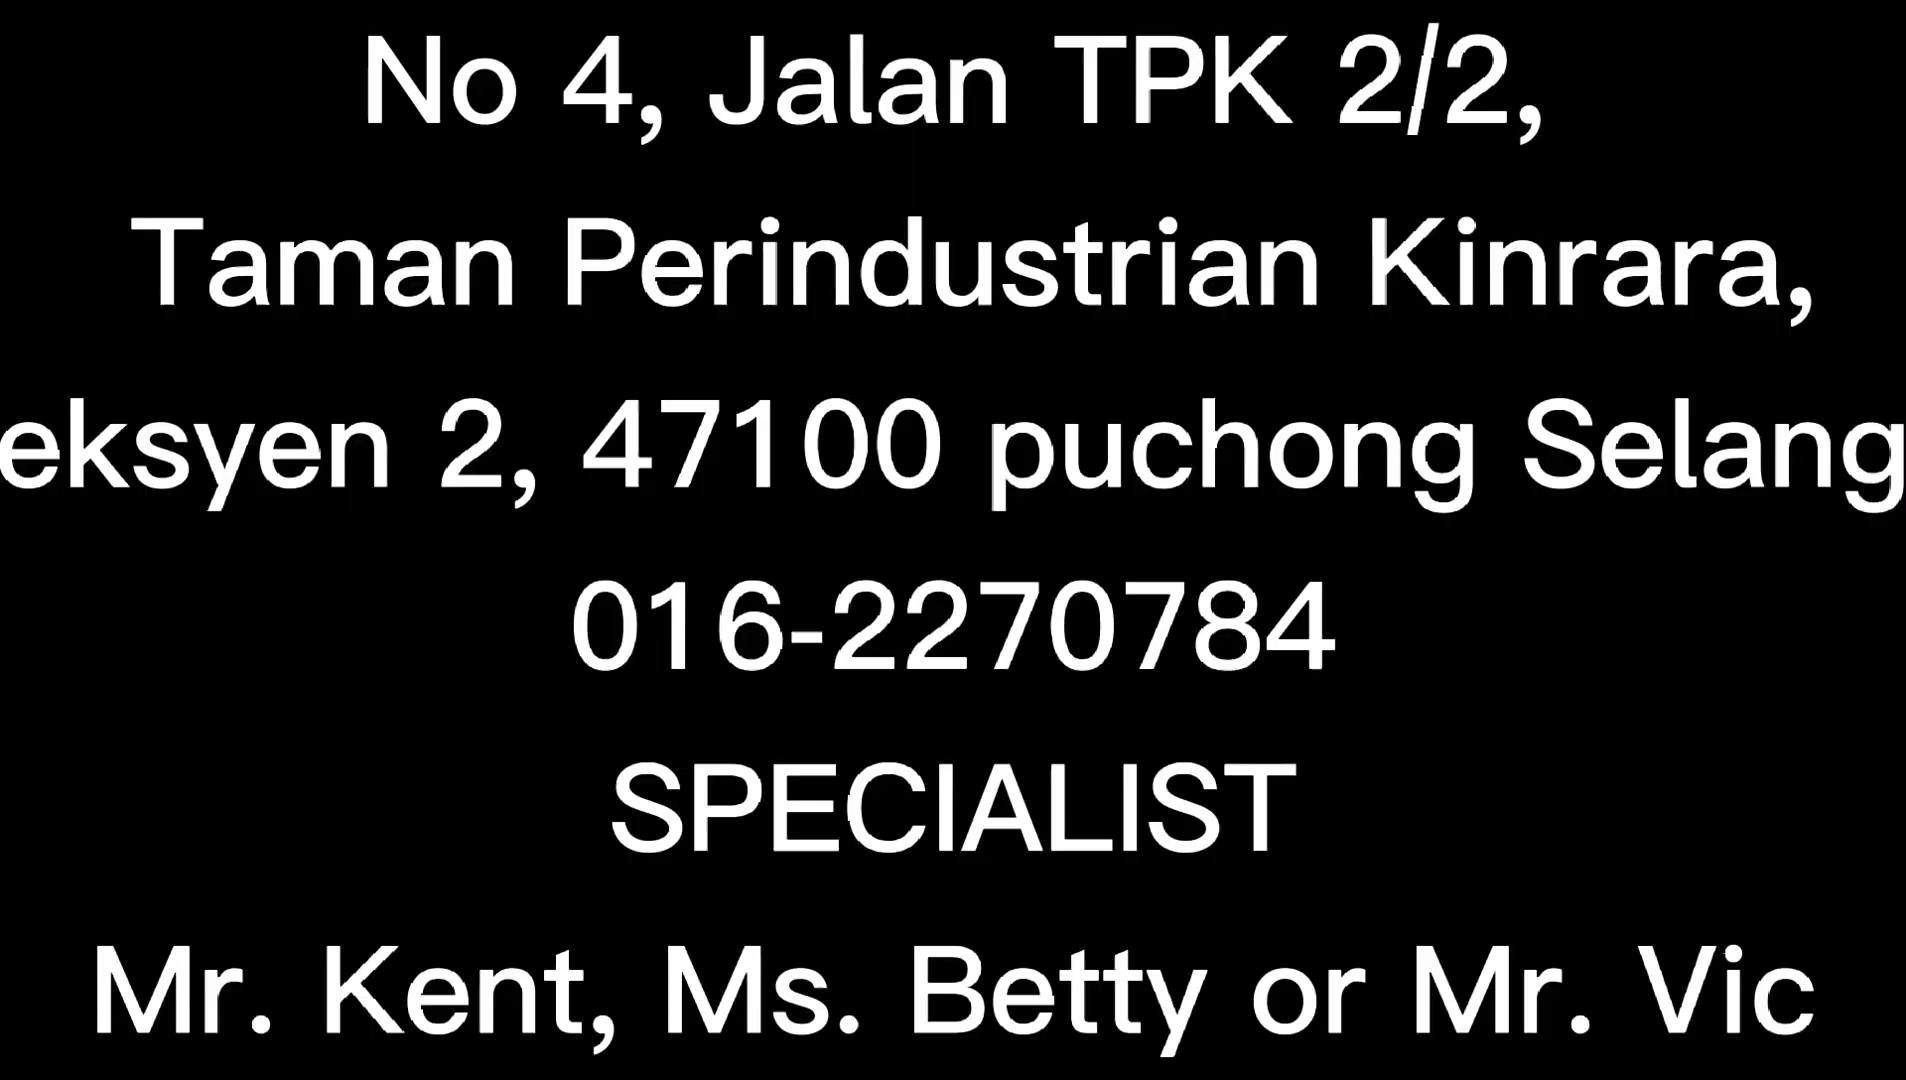 No 4, Jalan TPK 2/2,
Taman Perindustrian Kinrara,
eksyen 2, 47100 puchong Selang
016-2270784
SPECIALIST
Mr. Kent, Ms. Betty or Mr. Vic